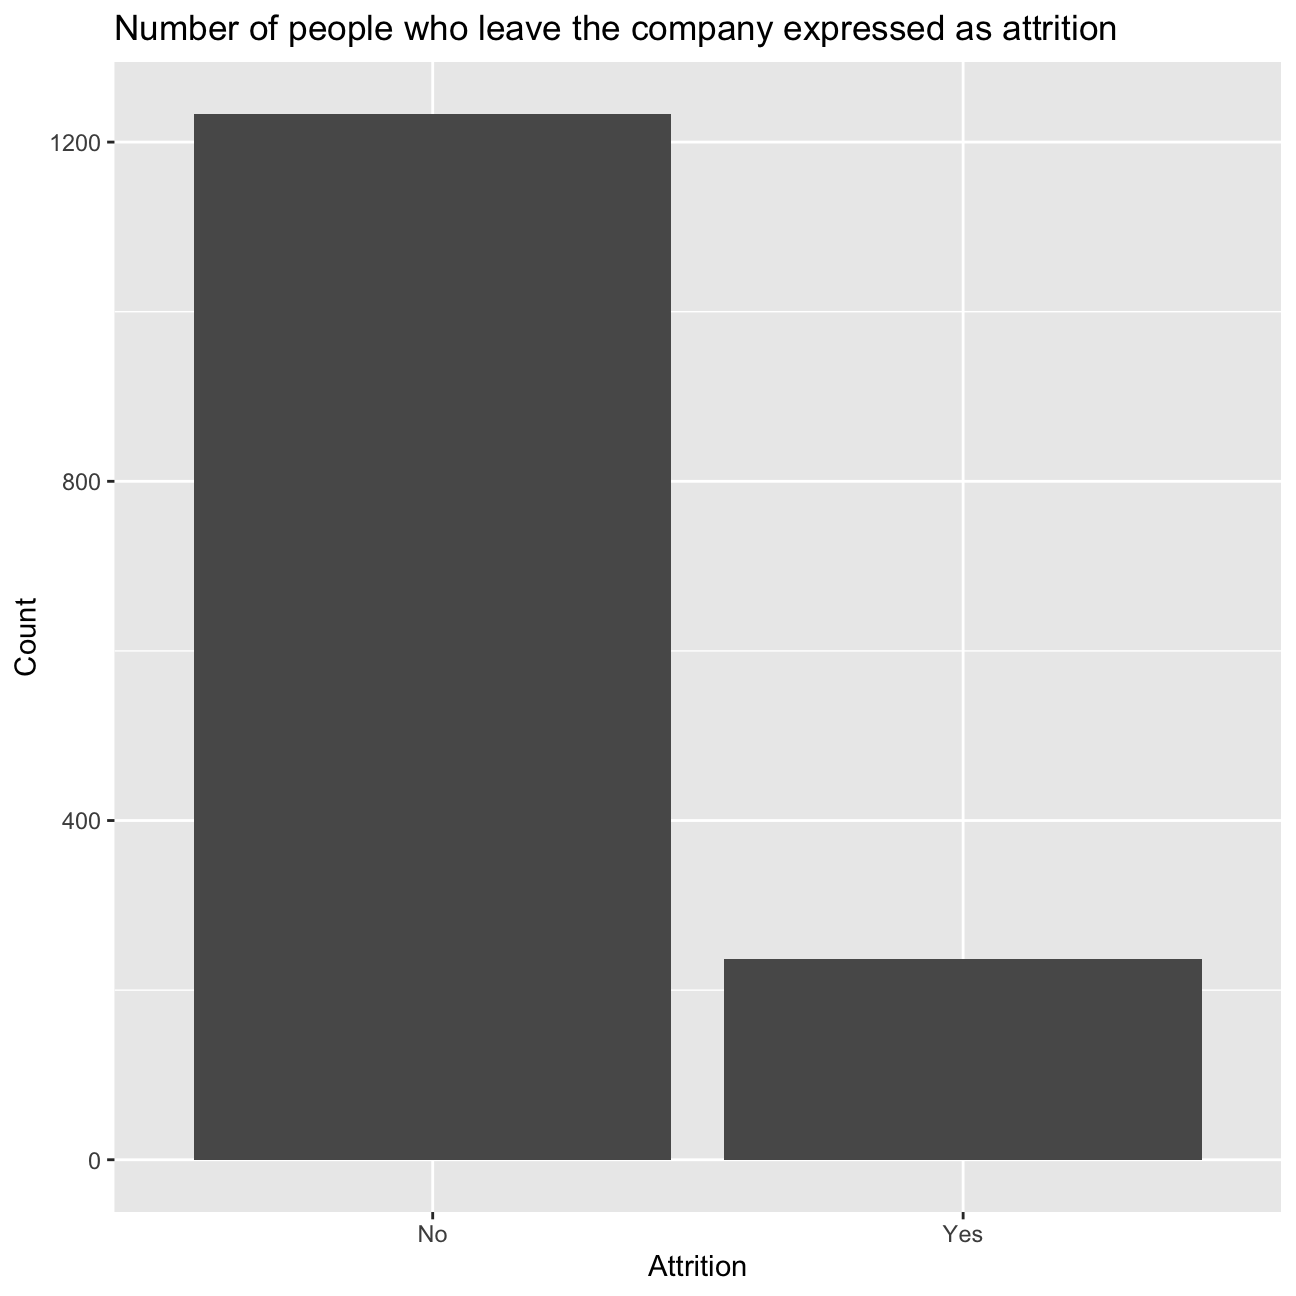 Number of people who leave the company expressed as attrition
1200
800
400
0
Count
No
Yes
Attrition